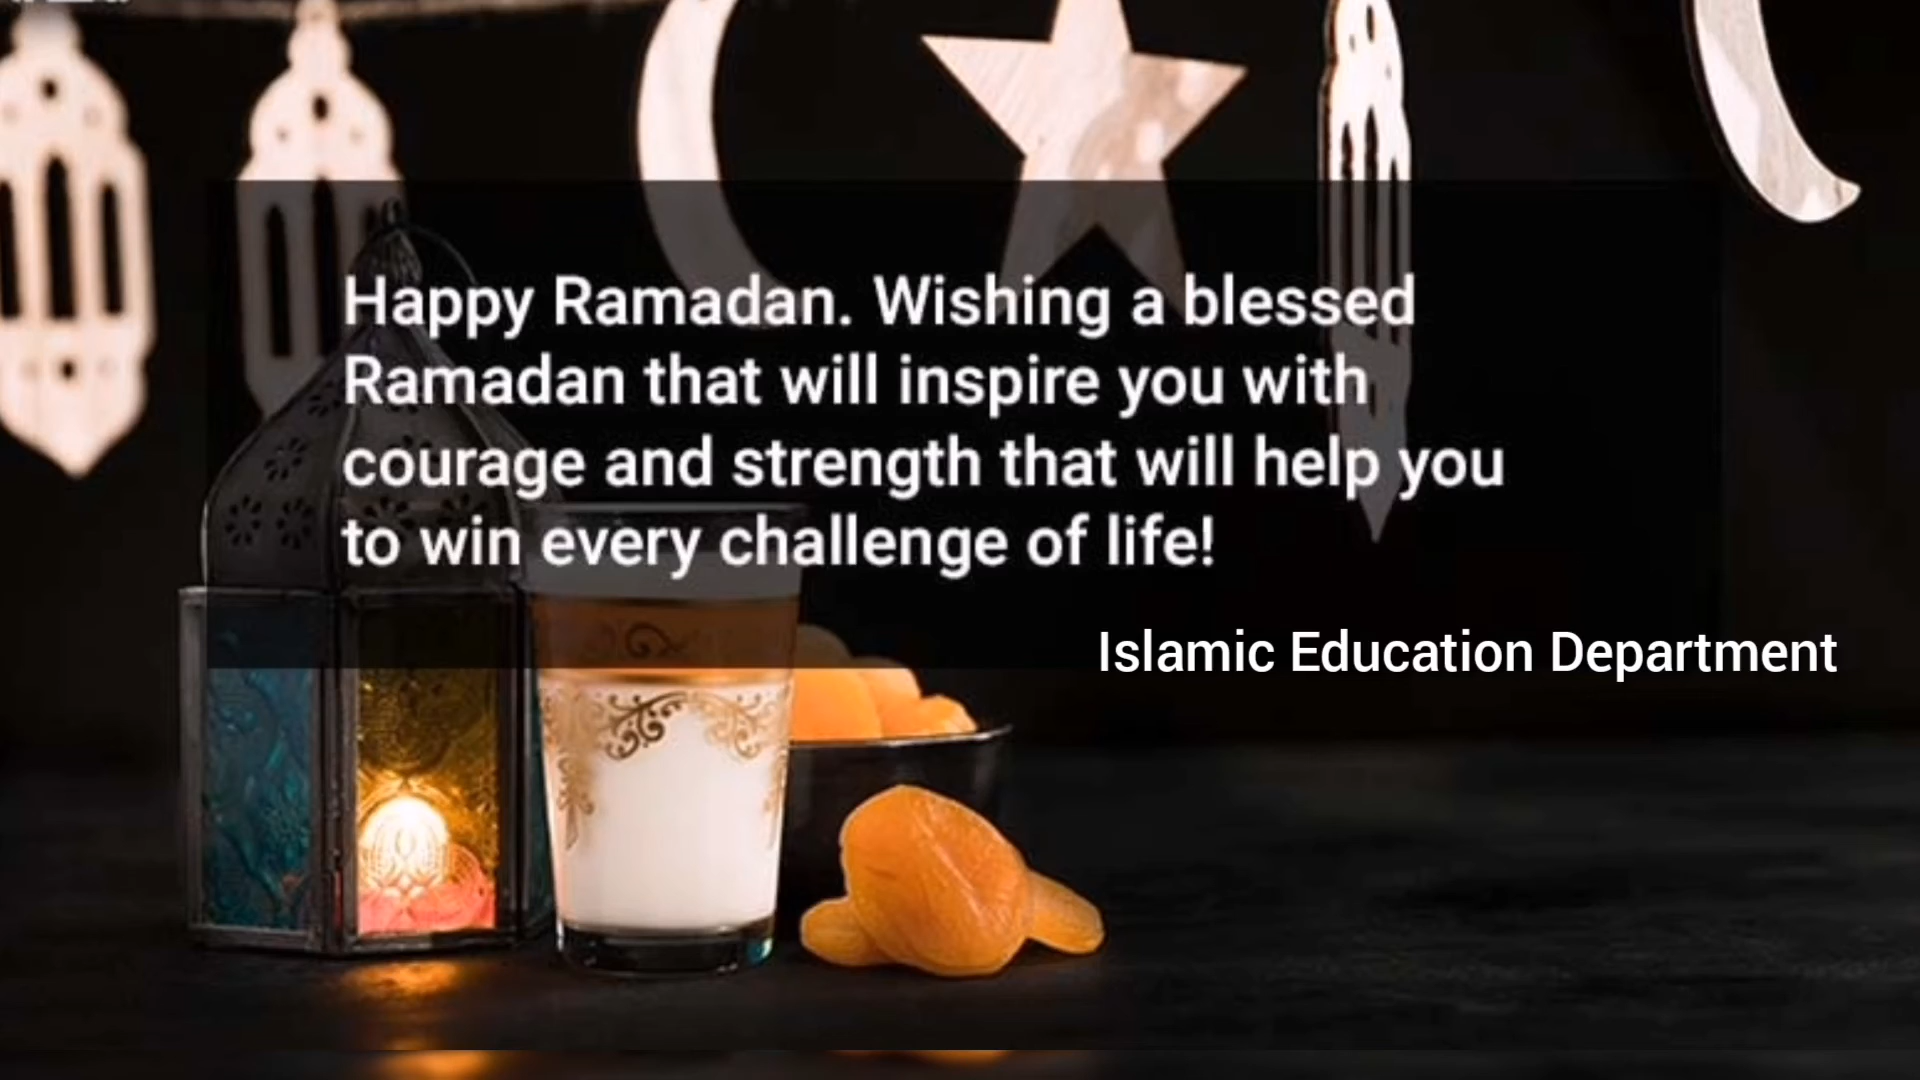 Happy Ramadan. Wishing a blessed
Ramadan that will inspire you with
courage and strength that will help you
to win every challenge of life!
Islamic Education Department